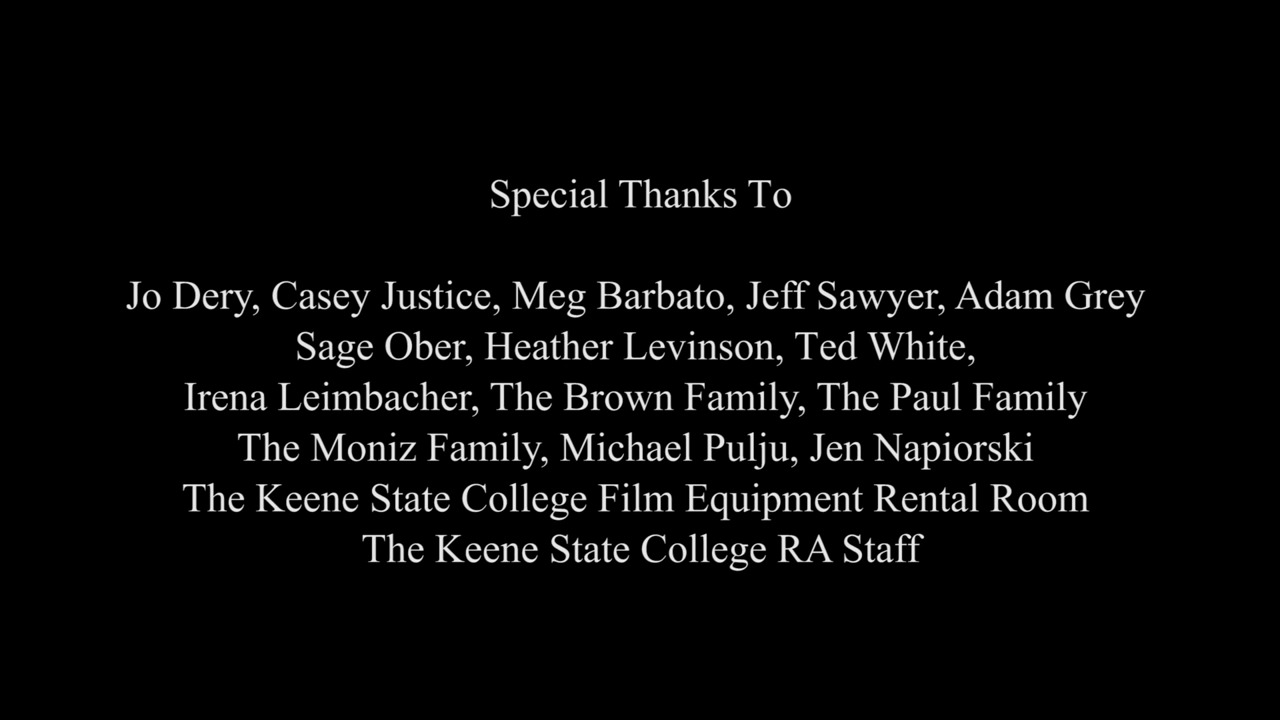 Special Thanks To
Jo Dery, Casey Justice, Meg Barbato, Jeff Sawyer, Adam Grey
Sage Ober, Heather Levinson, Ted White,
Irena Leimbacher, The Brown Family, The Paul Family
The Moniz Family, Michael Pulju, Jen Napiorski
The Keene State College Film Equipment Rental Room
The Keene State College RA Staff